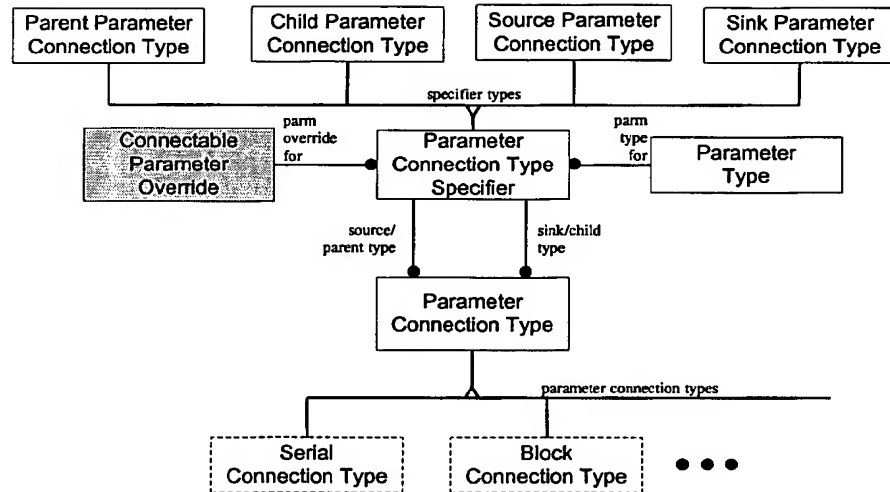 Parent Parameter
Connection Type
Child Parameter
Connection Type
Source Parameter
Connection Type
Sink Parameter
Connection Type
specifier types
Connectable
Parameter
Override
parm
override
for
Parameter
Connection Type
Specifier
parm
type
for
Parameter
Type
source/
parent type
sink/child
type
Parameter
Connection Type
parameter connection types
Serial
Connection Type
Block
Connection Type